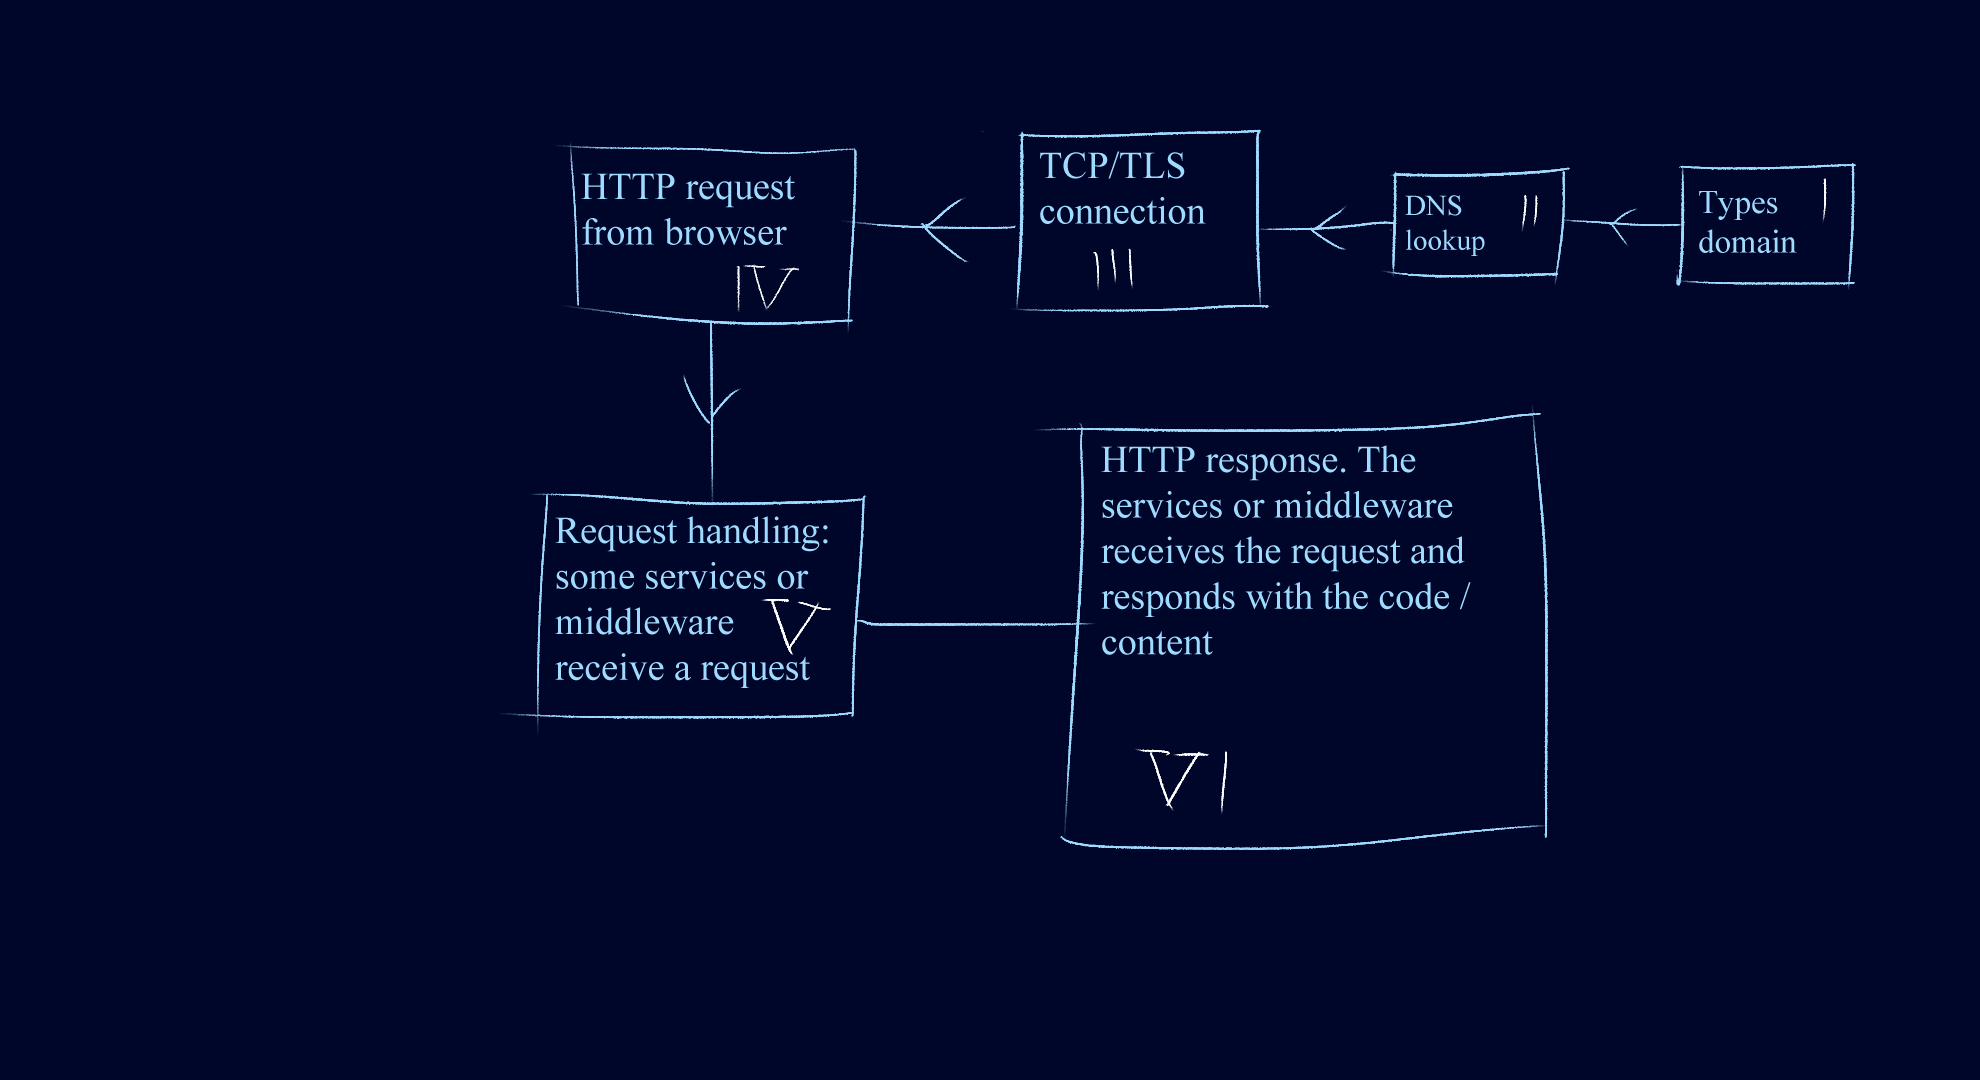 Types
domain
I
DNS
lookup
II
TCP/TLS
connection
III
HTTP request
from browser
IV
Request handling:
some services or
middleware
receive a request
V
HTTP response. The
services or middleware
receives the request and
responds with the code /
content
VI